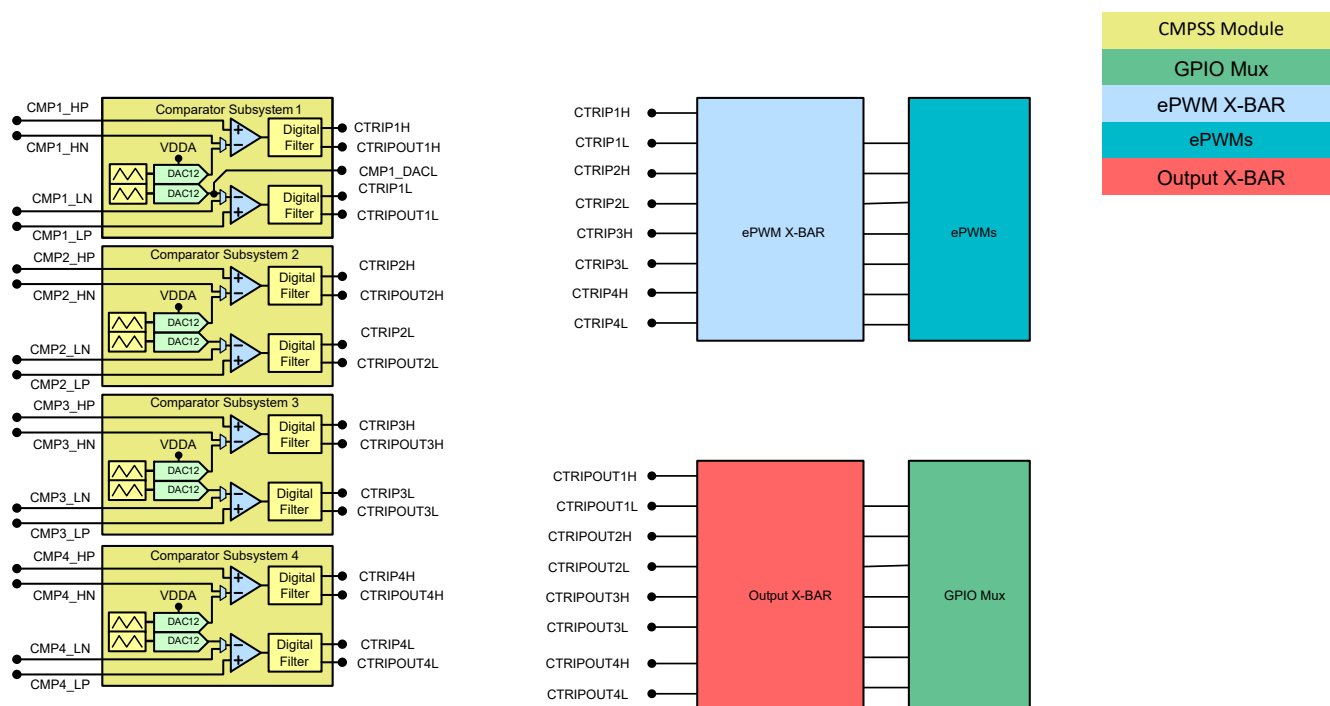 CMPSS Module
GPIO Mux
ePWM X-BAR
ePWMs
Output X-BAR
CMP1_HP
CMP1_HN
CMP1_LN
CMP1_LP
Comparator Subsystem 1
VDDA
DAC12
DAC12
Digital
Filter
Digital
Filter
CTRIP1H
CTRIPOUT1H
CMP1_DACL
CTRIP1L
CTRIPOUT1L
CMP2_HP
CMP2_HN
CMP2_LN
CMP2_LP
Comparator Subsystem 2
VDDA
DAC12
DAC12
Digital
Filter
Digital
Filter
CTRIP2H
CTRIPOUT2H
CTRIP2L
CTRIPOUT2L
CMP3_HP
CMP3_HN
CMP3_LN
CMP3_LP
Comparator Subsystem 3
VDDA
DAC12
DAC12
Digital
Filter
Digital
Filter
CTRIP3H
CTRIPOUT3H
CTRIP3L
CTRIPOUT3L
CMP4_HP
CMP4_HN
CMP4_LN
CMP4_LP
Comparator Subsystem 4
VDDA
DAC12
DAC12
Digital
Filter
Digital
Filter
CTRIP4H
CTRIPOUT4H
CTRIP4L
CTRIPOUT4L
CTRIP1H
CTRIP1L
CTRIP2H
CTRIP2L
CTRIP3H
CTRIP3L
CTRIP4H
CTRIP4L
ePWM X-BAR
ePWMs
CTRIPOUT1H
CTRIPOUT1L
CTRIPOUT2H
CTRIPOUT2L
CTRIPOUT3H
CTRIPOUT3L
CTRIPOUT4H
CTRIPOUT4L
Output X-BAR
GPIO Mux